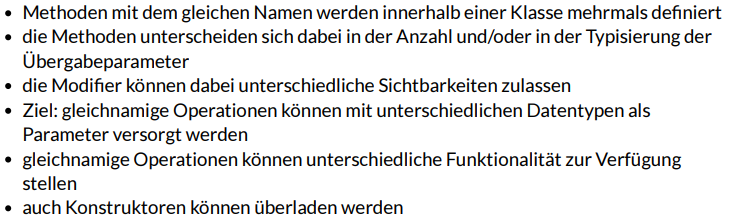 • Methoden mit dem gleichen Namen werden innerhalb einer Klasse mehrmals definiert
• die Methoden unterscheiden sich dabei in der Anzahl und/oder in der Typisierung der
Übergabeparameter
• die Modifier können dabei unterschiedliche Sichtbarkeiten zulassen
• Ziel: gleichnamige Operationen können mit unterschiedlichen Datentypen als
Parameter versorgt werden
• gleichnamige Operationen können unterschiedliche Funktionalität zur Verfügung
stellen
• auch Konstruktoren können überladen werden